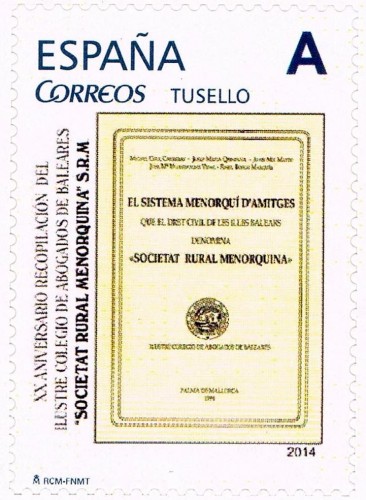 ESPAÑA A
CORREOS TUSELLO
XX ANIVERSARIO RECOPILACION DEL
ILUSTRE COLEGIO DE ABOGADOS DE BALEARES
"SOCIETAT RURAL MENORQUINA" S.R.M
EL SISTEMA MENORQUÍ D'AMITGES
QUE EL DRET CIVIL DE LES ILLES BALEARS
DENOMINA
«SOCIETAT RURAL MENORQUINA»
ILUSTRE COLEGIO DE ABOGADOS DE BALEARES
PALMA DE MALLORCA
2014
RCM-FNMT